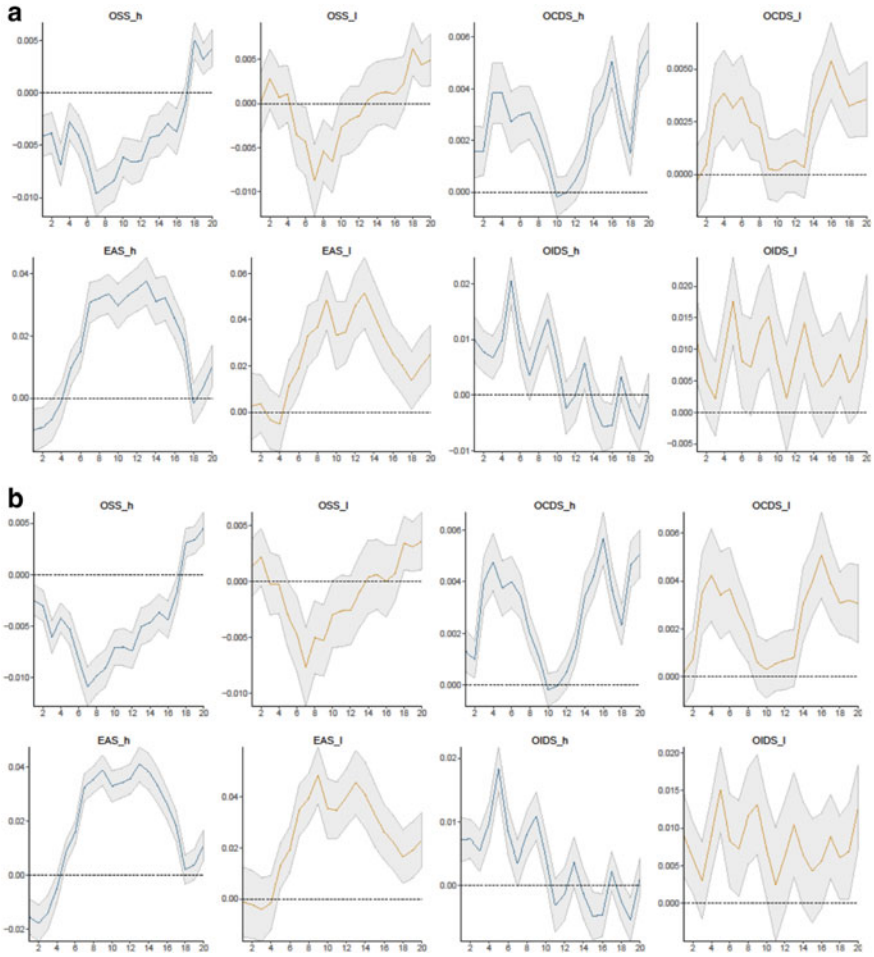 a
OSS_h OSS_l OCDS_h OCDS_l
0.005 0.005 0.006 0.0050
0.000 0.000 0.004 0.0025
−0.005 −0.005 0.002 0.0000
−0.010 −0.010 0.000
2 4 6 8 10 12 14 16 18 20 2 4 6 8 10 12 14 16 18 20 2 4 6 8 10 12 14 16 18 20 2 4 6 8 10 12 14 16 18 20
EAS_h EAS_l OIDS_h OIDS_l
0.04 0.06 0.02 0.020
0.02 0.04 0.01 0.015
0.00 0.02 0.00 0.010
0.00 −0.01 0.005
0.000
−0.005
2 4 6 8 10 12 14 16 18 20 2 4 6 8 10 12 14 16 18 20 2 4 6 8 10 12 14 16 18 20 2 4 6 8 10 12 14 16 18 20
b
OSS_h OSS_l OCDS_h OCDS_l
0.005 0.005 0.006 0.006
0.000 0.000 0.004 0.004
−0.005 −0.005 0.002 0.002
−0.010 −0.010 0.000 0.000
2 4 6 8 10 12 14 16 18 20 2 4 6 8 10 12 14 16 18 20 2 4 6 8 10 12 14 16 18 20 2 4 6 8 10 12 14 16 18 20
EAS_h EAS_l OIDS_h OIDS_l
0.04 0.04 0.02 0.020
0.02 0.02 0.01 0.015
0.00 0.00 0.00 0.010
−0.02 0.005
0.000
2 4 6 8 10 12 14 16 18 20 2 4 6 8 10 12 14 16 18 20 2 4 6 8 10 12 14 16 18 20 2 4 6 8 10 12 14 16 18 20